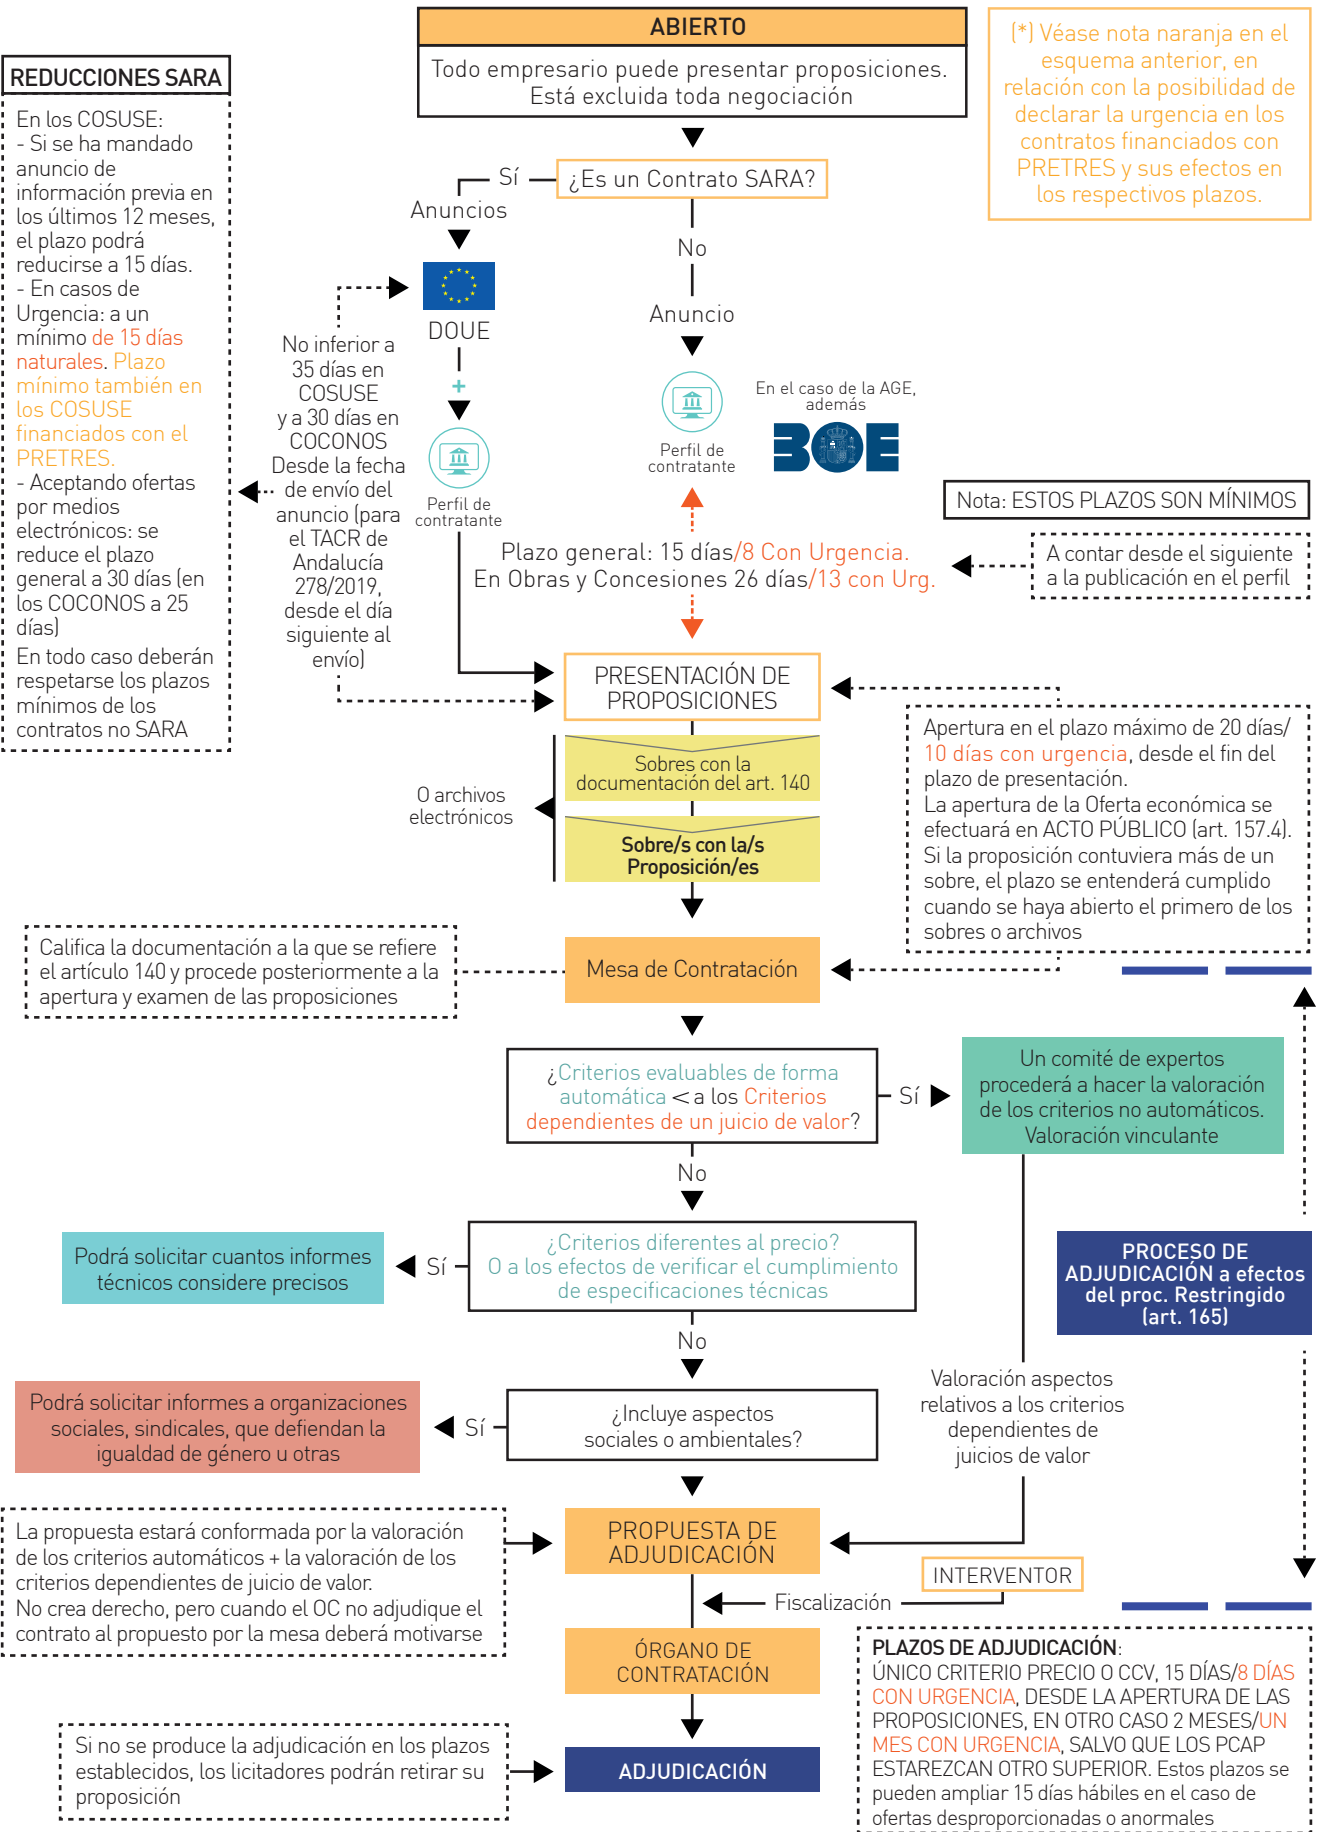 ABIERTO
Todo empresario puede presentar proposiciones.
Está excluida toda negociación
(*) Véase nota naranja en el
esquema anterior, en
relación con la posibilidad de
declarar la urgencia en los
contratos financiados con
PRETRES y sus efectos en
los respectivos plazos.
REDUCCIONES SARA
En los COSUSE:
- Si se ha mandado
anuncio de
información previa en
los últimos 12 meses,
el plazo podrá
reducirse a 15 días.
- En casos de
Urgencia: a un
mínimo de 15 días
naturales. Plazo
mínimo también en
los COSUSE
financiados con el
PRETRES.
- Aceptando ofertas
por medios
electrónicos: se
reduce el plazo
general a 30 días (en
los COCONOS a 25
días)
En todo caso deberán
respetarse los plazos
mínimos de los
contratos no SARA
¿Es un Contrato SARA?
Sí
Anuncios
DOUE
+
Perfil de
contratante
No
Anuncio
Perfil de
contratante
En el caso de la AGE,
además
BOE
No inferior a
35 días en
COSUSE
y a 30 días en
COCONOS
Desde la fecha
de envío del
anuncio (para
el TACR de
Andalucía
278/2019,
desde el día
siguiente al
envío)
Nota: ESTOS PLAZOS SON MÍNIMOS
Plazo general: 15 días/8 Con Urgencia.
En Obras y Concesiones 26 días/13 con Urg.
A contar desde el siguiente
a la publicación en el perfil
PRESENTACIÓN DE
PROPOSICIONES
Sobres con la
documentación del art. 140
O archivos
electrónicos
Sobre/s con la/s
Proposición/es
Apertura en el plazo máximo de 20 días/
10 días con urgencia, desde el fin del
plazo de presentación.
La apertura de la Oferta económica se
efectuará en ACTO PÚBLICO (art. 157.4).
Si la proposición contuviera más de un
sobre, el plazo se entenderá cumplido
cuando se haya abierto el primero de los
sobres o archivos
Califica la documentación a la que se refiere
el artículo 140 y procede posteriormente a la
apertura y examen de las proposiciones
Mesa de Contratación
¿Criterios evaluables de forma
automática < a los Criterios
dependientes de un juicio de valor?
Sí
Un comité de expertos
procederá a hacer la valoración
de los criterios no automáticos.
Valoración vinculante
No
¿Criterios diferentes al precio?
O a los efectos de verificar el cumplimiento
de especificaciones técnicas
Sí
Podrá solicitar cuantos informes
técnicos considere precisos
PROCESO DE
ADJUDICACIÓN a efectos
del proc. Restringido
(art. 165)
No
¿Incluye aspectos
sociales o ambientales?
Sí
Podrá solicitar informes a organizaciones
sociales, sindicales, que defiendan la
igualdad de género u otras
Valoración aspectos
relativos a los criterios
dependientes de
juicios de valor
La propuesta estará conformada por la valoración
de los criterios automáticos + la valoración de los
criterios dependientes de juicio de valor.
No crea derecho, pero cuando el OC no adjudique el
contrato al propuesto por la mesa deberá motivarse
PROPUESTA DE
ADJUDICACIÓN
INTERVENTOR
Fiscalización
ÓRGANO DE
CONTRATACIÓN
PLAZOS DE ADJUDICACIÓN:
ÚNICO CRITERIO PRECIO O CCV, 15 DÍAS/8 DÍAS
CON URGENCIA, DESDE LA APERTURA DE LAS
PROPOSICIONES, EN OTRO CASO 2 MESES/UN
MES CON URGENCIA, SALVO QUE LOS PCAP
ESTAREZCAN OTRO SUPERIOR. Estos plazos se
pueden ampliar 15 días hábiles en el caso de
ofertas desproporcionadas o anormales
Si no se produce la adjudicación en los plazos
establecidos, los licitadores podrán retirar su
proposición
ADJUDICACIÓN